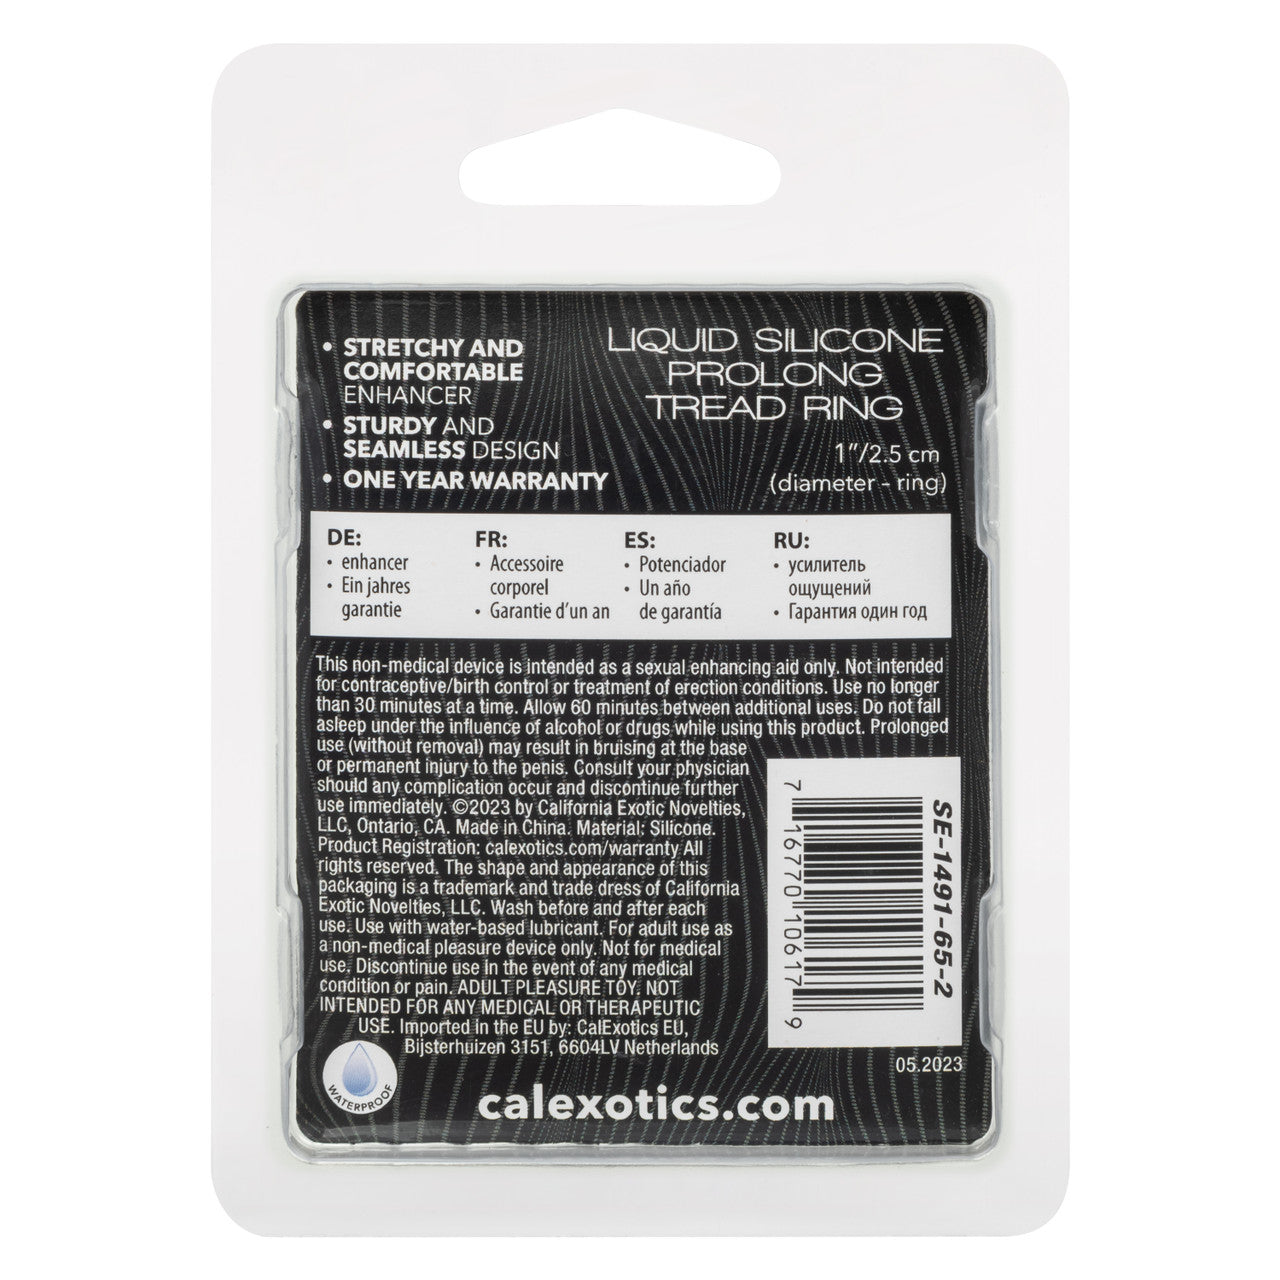 • STRETCHY AND
COMFORTABLE
ENHANCER
• STURDY AND
SEAMLESS DESIGN
• ONE YEAR WARRANTY
LIQUID SILICONE
PROLONG
TREAD RING
1"/2.5 cm
(diameter - ring)
DE:
• enhancer
• Ein jahres
garantie
FR:
• Accessoire
corporel
• Garantie d'un an
ES:
• Potenciador
• Un año
de garantía
RU:
• усилитель
ощущений
• Гарантия один год
This non-medical device is intended as a sexual enhancing aid only. Not intended
for contraceptive/birth control or treatment of erection conditions. Use no longer
than 30 minutes at a time. Allow 60 minutes between additional uses. Do not fall
asleep under the influence of alcohol or drugs while using this product. Prolonged
use (without removal) may result in bruising at the base
or permanent injury to the penis. Consult your physician
should any complication occur and discontinue further
use immediately. ©2023 by California Exotic Novelties,
LLC, Ontario, CA. Made in China. Material: Silicone.
Product Registration: calexotics.com/warranty All
rights reserved. The shape and appearance of this
packaging is a trademark and trade dress of California
Exotic Novelties, LLC. Wash before and after each
use. Use with water-based lubricant. For adult use as
a non-medical pleasure device only. Not for medical
use. Discontinue use in the event of any medical
condition or pain. ADULT PLEASURE TOY. NOT
INTENDED FOR ANY MEDICAL OR THERAPEUTIC
USE. Imported in the EU by: CalExotics EU,
Bijsterhuizen 3151, 6604LV Netherlands
7 16770 10617 9
SE-1491-65-2
05.2023
WATERPROOF
calexotics.com